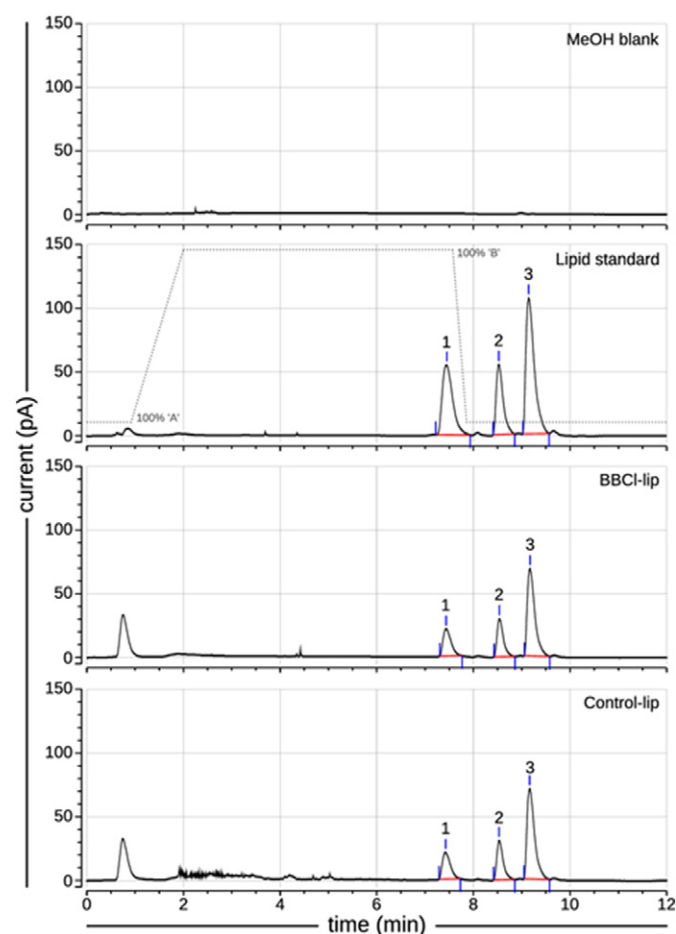 current (pA)
150
100
50
0
MeOH blank
150
100
50
0
Lipid standard
100% 'A'
100% 'B'
1
2
3
150
100
50
0
BBCl-lip
1
2
3
150
100
50
0
Control-lip
1
2
3
0 2 4 6 8 10 12
time (min)